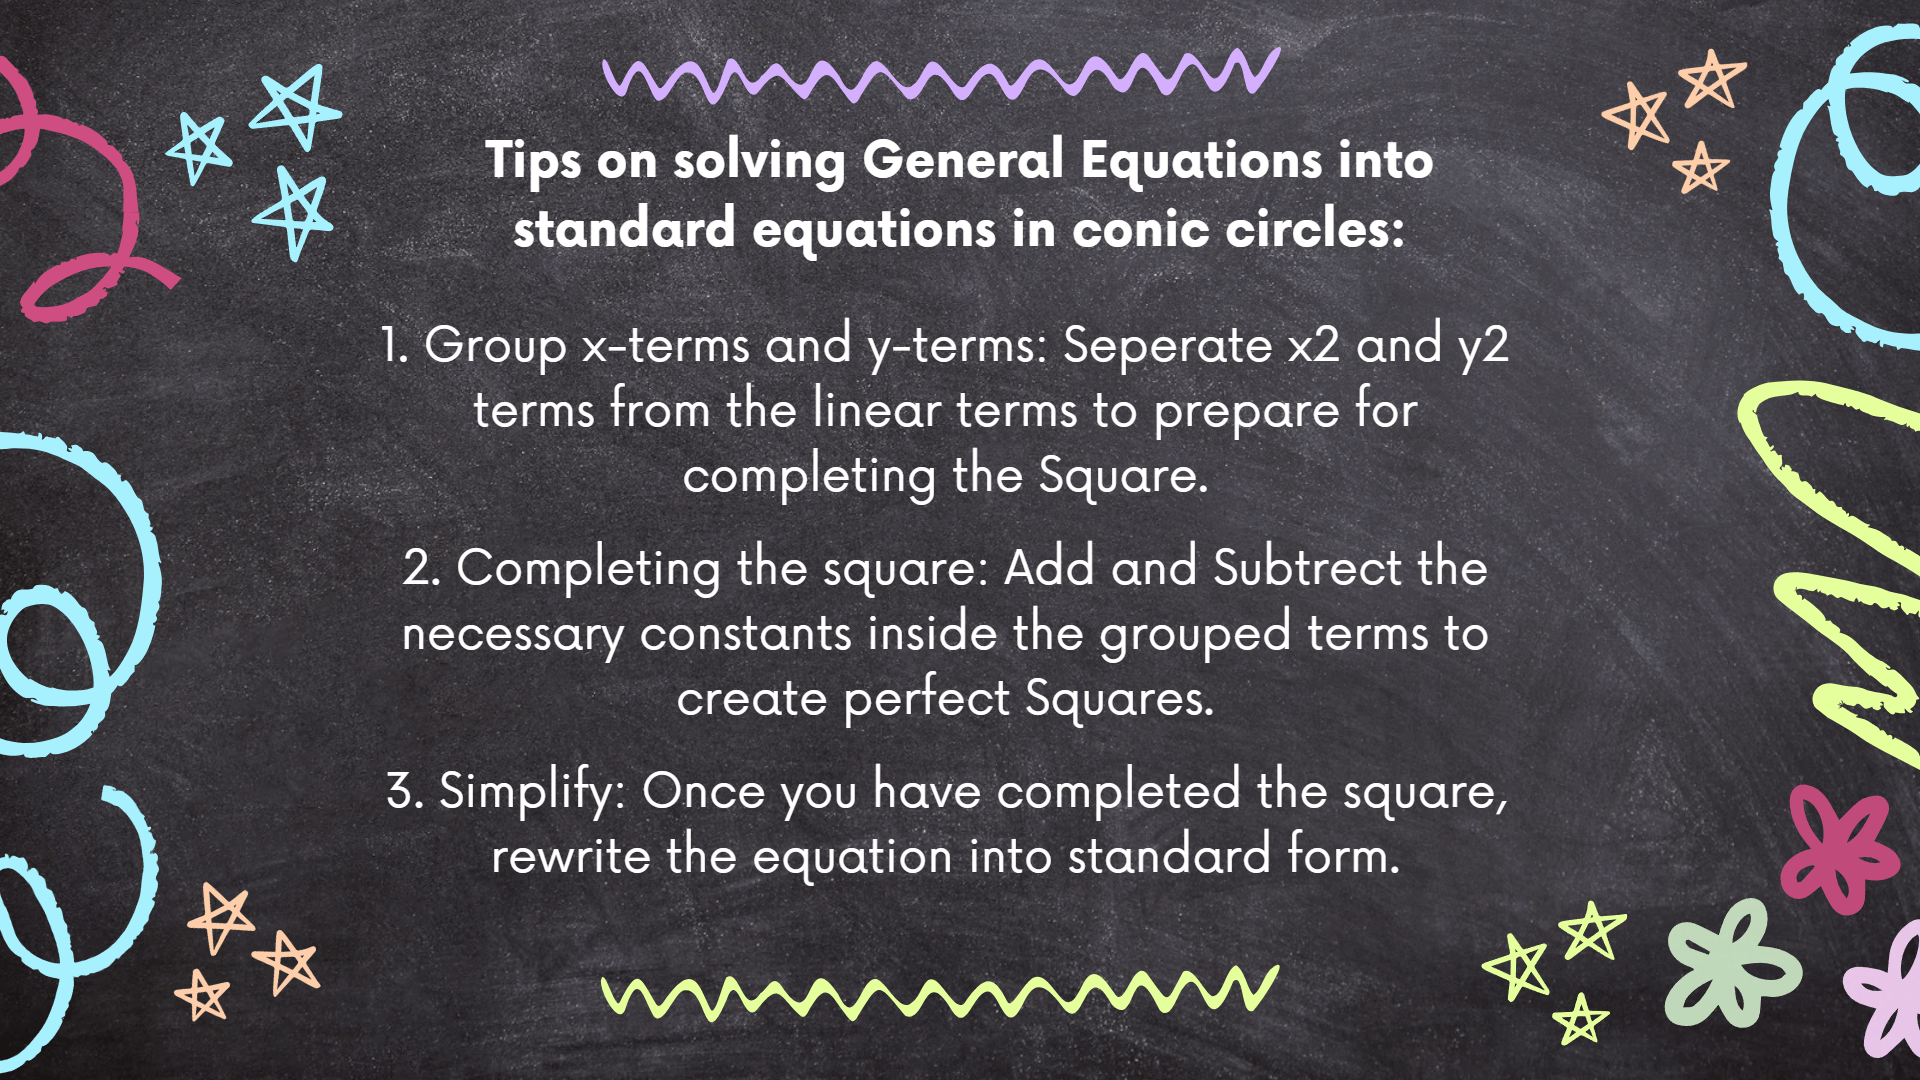 Tips on solving General Equations into
standard equations in conic circles:
1. Group x-terms and y-terms: Seperate x2 and y2
terms from the linear terms to prepare for
completing the Square.
2. Completing the square: Add and Subtrect the
necessary constants inside the grouped terms to
create perfect Squares.
3. Simplify: Once you have completed the square,
rewrite the equation into standard form.